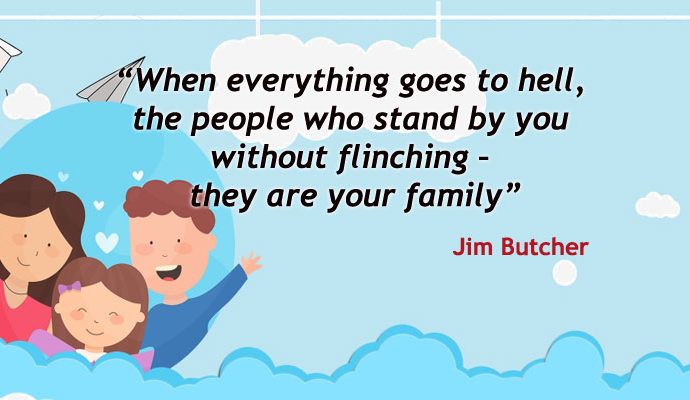 “When everything goes to hell,
the people who stand by you
without flinching –
they are your family”
Jim Butcher